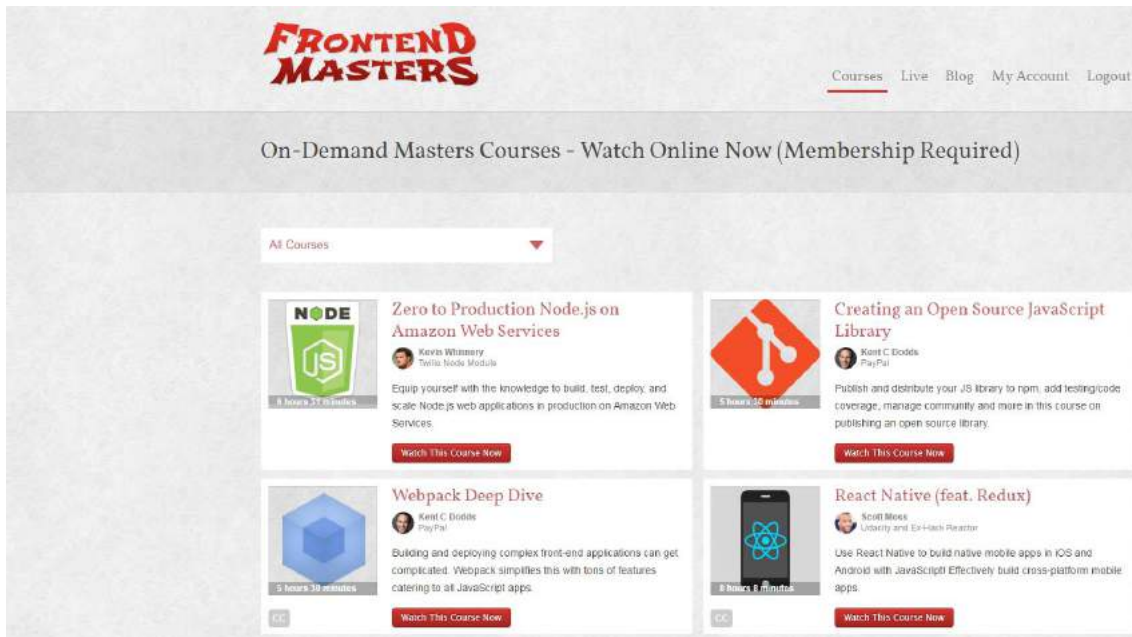 FRONTEND
MASTERS
Courses Live Blog My Account Logout
On-Demand Masters Courses - Watch Online Now (Membership Required)
All Courses
NODE
JS
Zero to Production Node.js on
Amazon Web Services
Kevin Whinnery
Twilio Node Module
Equip yourself with the knowledge to build, test, deploy, and
scale Node.js web applications in production on Amazon Web
Services.
Watch This Course Now
Creating an Open Source JavaScript
Library
Kent C Dodds
PayPal
5 hours 10 minutes
Publish and distribute your JS library to npm, add testing/code
coverage, manage community and more in this course on
publishing an open source library.
Watch This Course Now
Webpack Deep Dive
Kent C Dodds
PayPal
Building and deploying complex front-end applications can get
complicated. Webpack simplifies this with tons of features
catering to all JavaScript apps.
CC
Watch This Course Now
React Native (feat. Redux)
Scott Moss
Udacity and Ex-Hack Reactor
Use React Native to build native mobile apps in iOS and
Android with JavaScript! Effectively build cross-platform mobile
apps.
8 hours 8 minutes
CC
Watch This Course Now